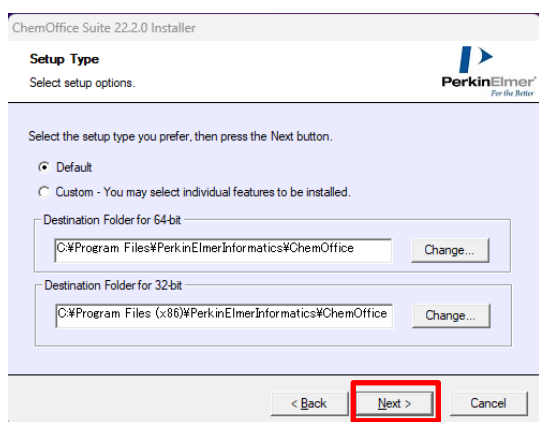 ChemOffice Suite 22.2.0 Installer
Setup Type
Select setup options.
PerkinElmer
For the Better
Select the setup type you prefer, then press the Next button.
Default
Custom - You may select individual features to be installed.
Destination Folder for 64-bit
C:¥Program Files¥PerkinElmerInformatics¥ChemOffice
Change...
Destination Folder for 32-bit
C:¥Program Files (x86)¥PerkinElmerInformatics¥ChemOffice
Change...
< Back
Next >
Cancel